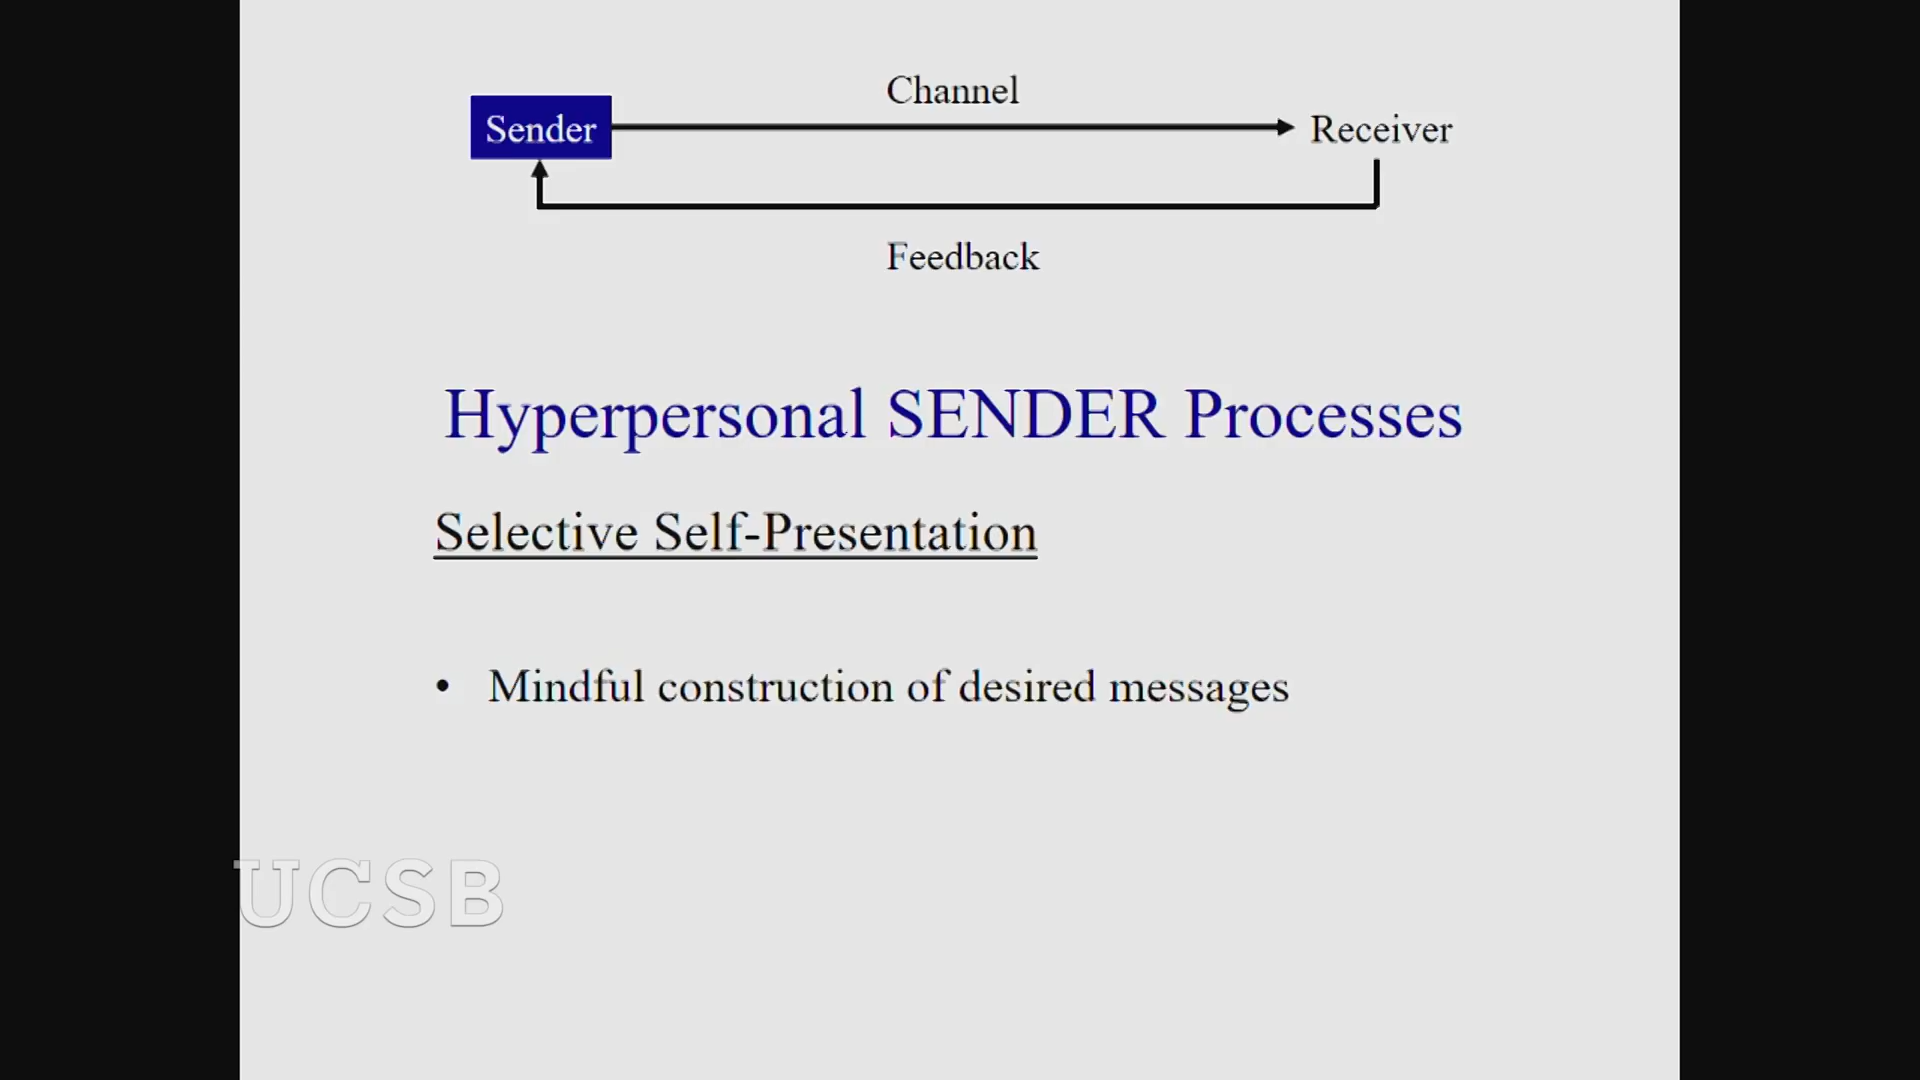 Channel
Sender
Receiver
Feedback
Hyperpersonal SENDER Processes
Selective Self-Presentation
• Mindful construction of desired messages
UCSB